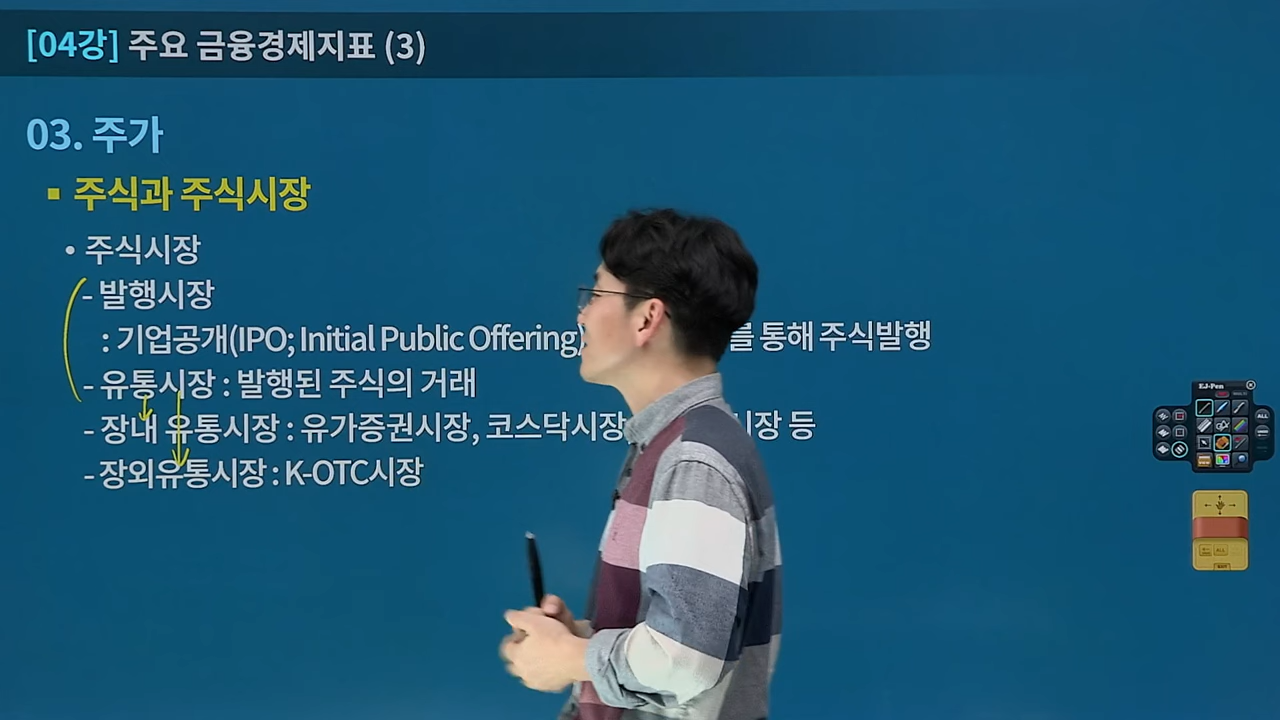 [04강] 주요 금융경제지표 (3)
03. 주가
▪ 주식과 주식시장
• 주식시장
- 발행시장
: 기업공개(IPO; Initial Public Offering) 를 통해 주식발행
- 유통시장 : 발행된 주식의 거래
- 장내 유통시장 : 유가증권시장, 코스닥시장 시장 등
- 장외유통시장 : K-OTC시장
EJ-Pen
ALL
ALL